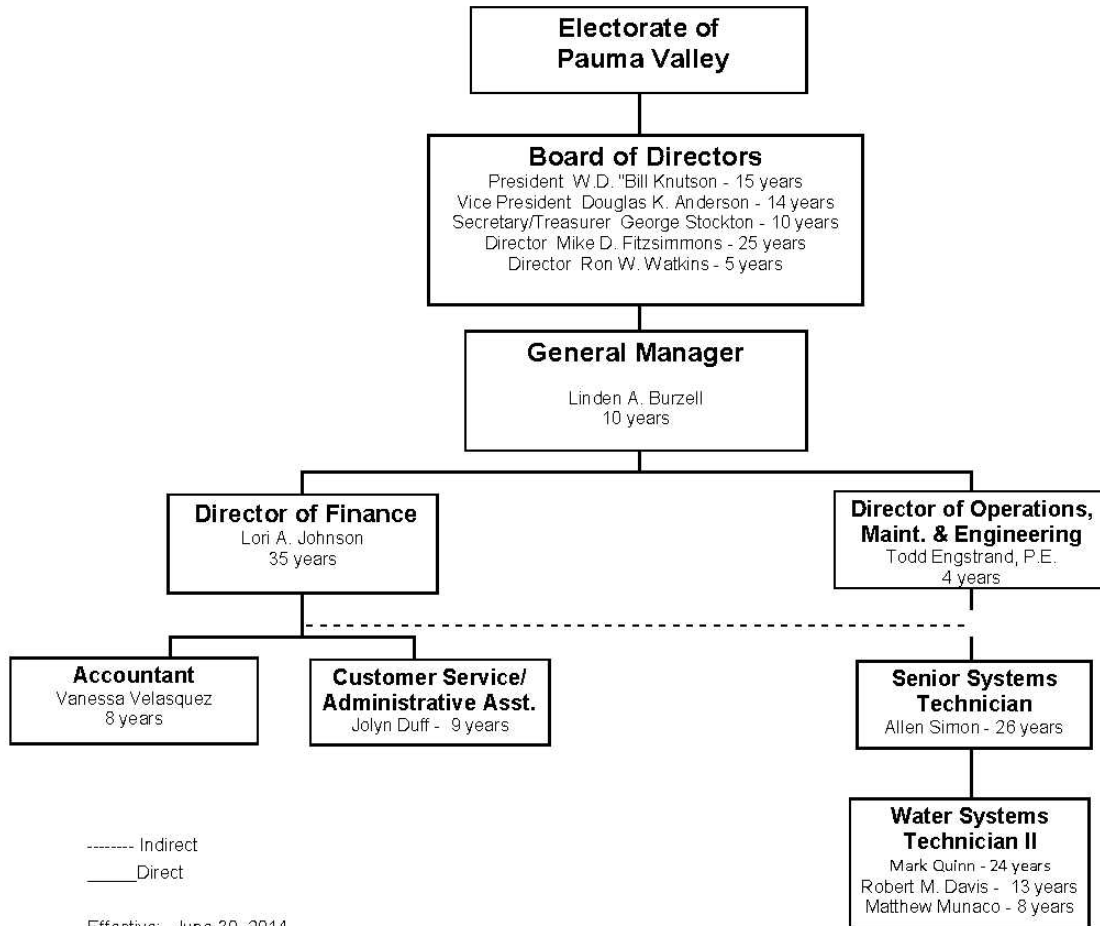 Electorate of
Pauma Valley
Board of Directors
President W.D. "Bill Knutson - 15 years
Vice President Douglas K. Anderson - 14 years
Secretary/Treasurer George Stockton - 10 years
Director Mike D. Fitzsimmons - 25 years
Director Ron W. Watkins - 5 years
General Manager
Linden A. Burzell
10 years
Director of Finance
Lori A. Johnson
35 years
Director of Operations,
Maint. & Engineering
Todd Engstrand, P.E.
4 years
Accountant
Vanessa Velasquez
8 years
Customer Service/
Administrative Asst.
Jolyn Duff - 9 years
Senior Systems
Technician
Allen Simon - 26 years
Water Systems
Technician II
Mark Quinn - 24 years
Robert M. Davis - 13 years
Matthew Munaco - 8 years
-------- Indirect
_____Direct
Effective: June 30, 2014